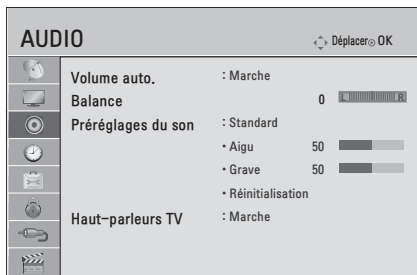 AUDIO Déplacer OK
Volume auto. : Marche
Balance 0 L R
Préréglages du son : Standard
• Aigu 50
• Grave 50
• Réinitialisation
Haut-parleurs TV : Marche